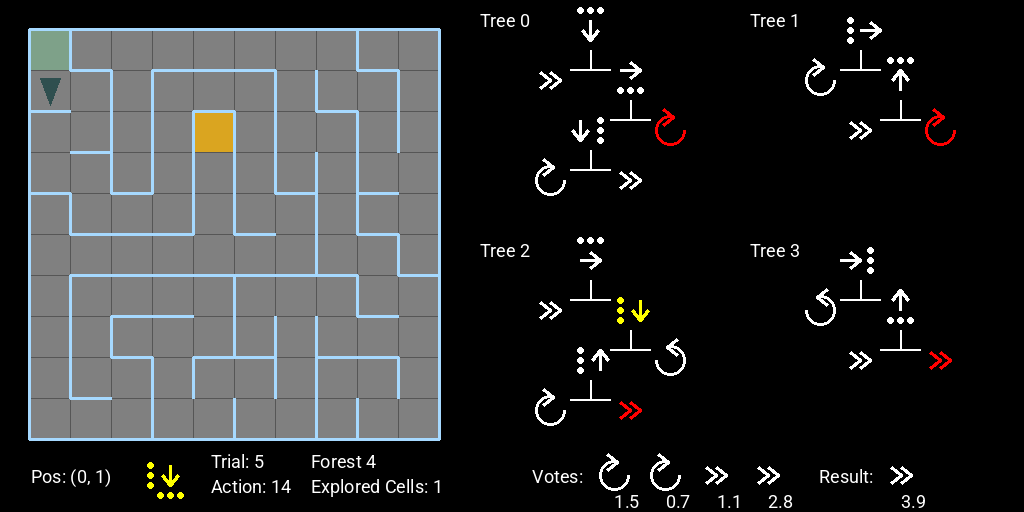 Tree 0
Tree 1
Tree 2
Tree 3
Pos: (0, 1)
Trial: 5
Forest 4
Action: 14
Explored Cells: 1
Votes:
1.5
0.7
1.1
2.8
Result:
3.9